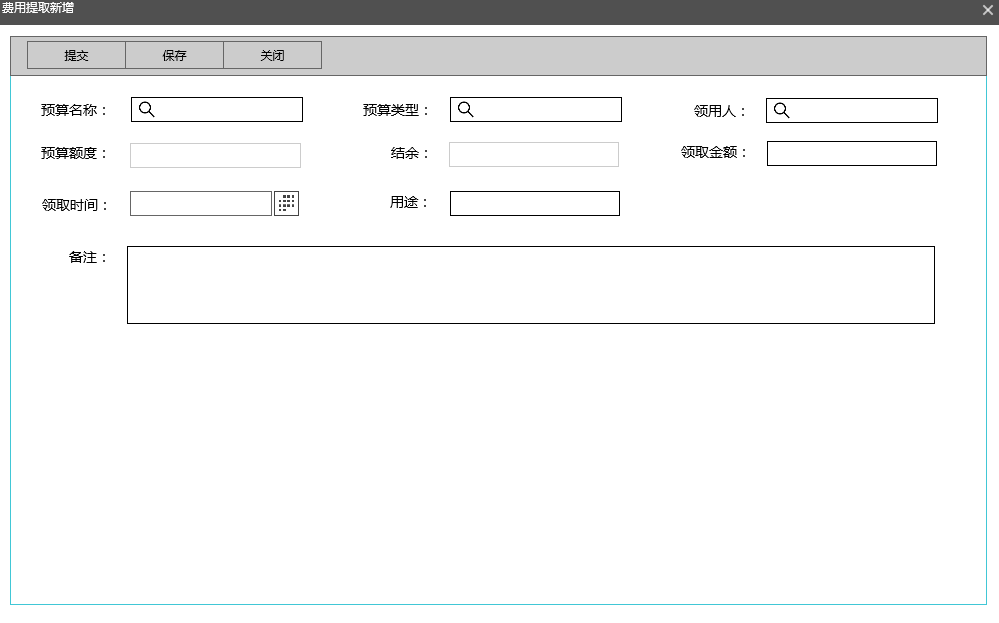 费用提取新增
提交 保存 关闭
预算名称： 预算类型： 领用人：
预算额度： 结余： 领取金额：
领取时间： 用途：
备注：